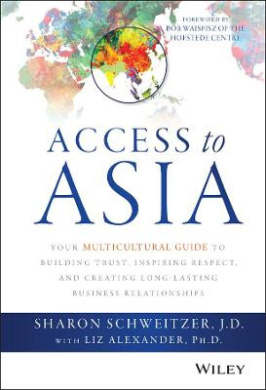 FOREWORD BY
BOB WAISFISZ OF THE
HOFSTEDE CENTRE
ACCESS to
ASIA
YOUR MULTICULTURAL GUIDE TO
BUILDING TRUST, INSPIRING RESPECT,
AND CREATING LONG-LASTING
BUSINESS RELATIONSHIPS
SHARON SCHWEITZER, J.D.
WITH LIZ ALEXANDER, PH.D.
WILEY